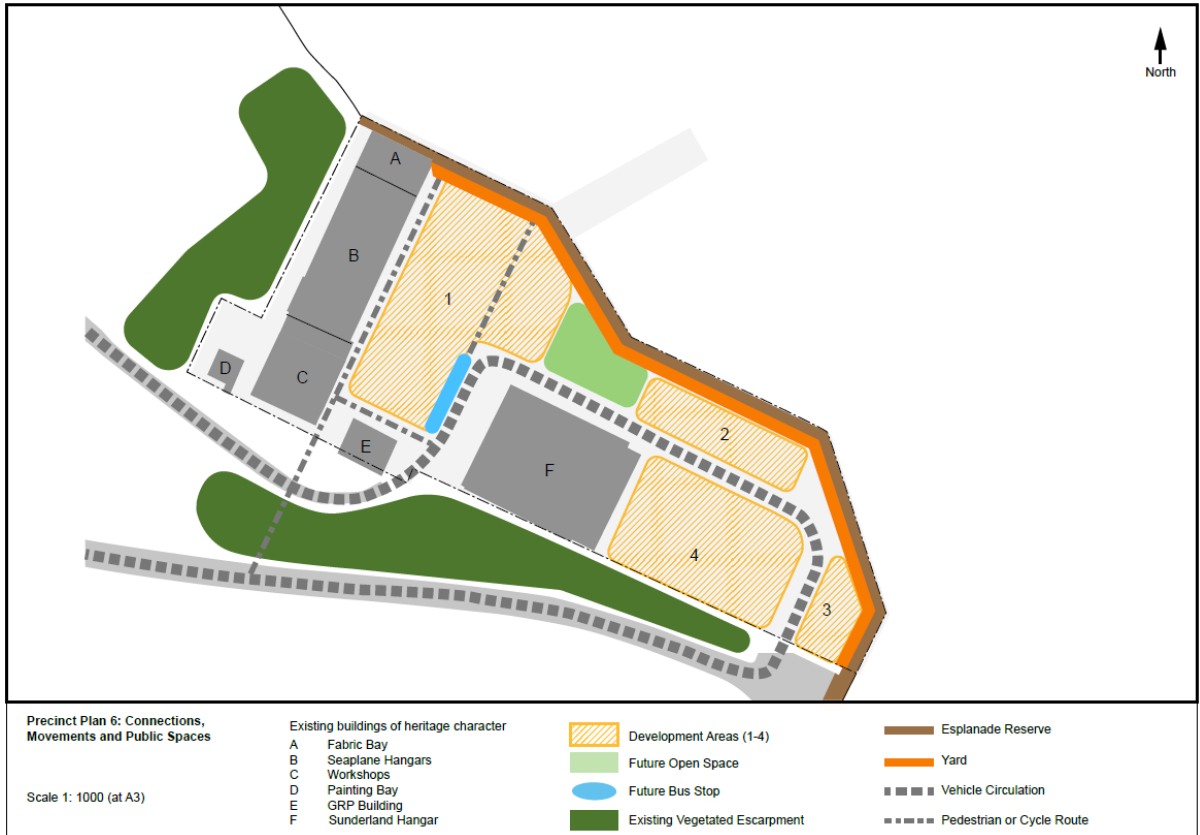 North
A
B
1
D
C
2
E
F
4
3
Precinct Plan 6: Connections,
Movements and Public Spaces
Scale 1: 1000 (at A3)
Existing buildings of heritage character
A Fabric Bay
B Seaplane Hangars
C Workshops
D Painting Bay
E GRP Building
F Sunderland Hangar
Development Areas (1-4)
Future Open Space
Future Bus Stop
Existing Vegetated Escarpment
Esplanade Reserve
Yard
Vehicle Circulation
Pedestrian or Cycle Route